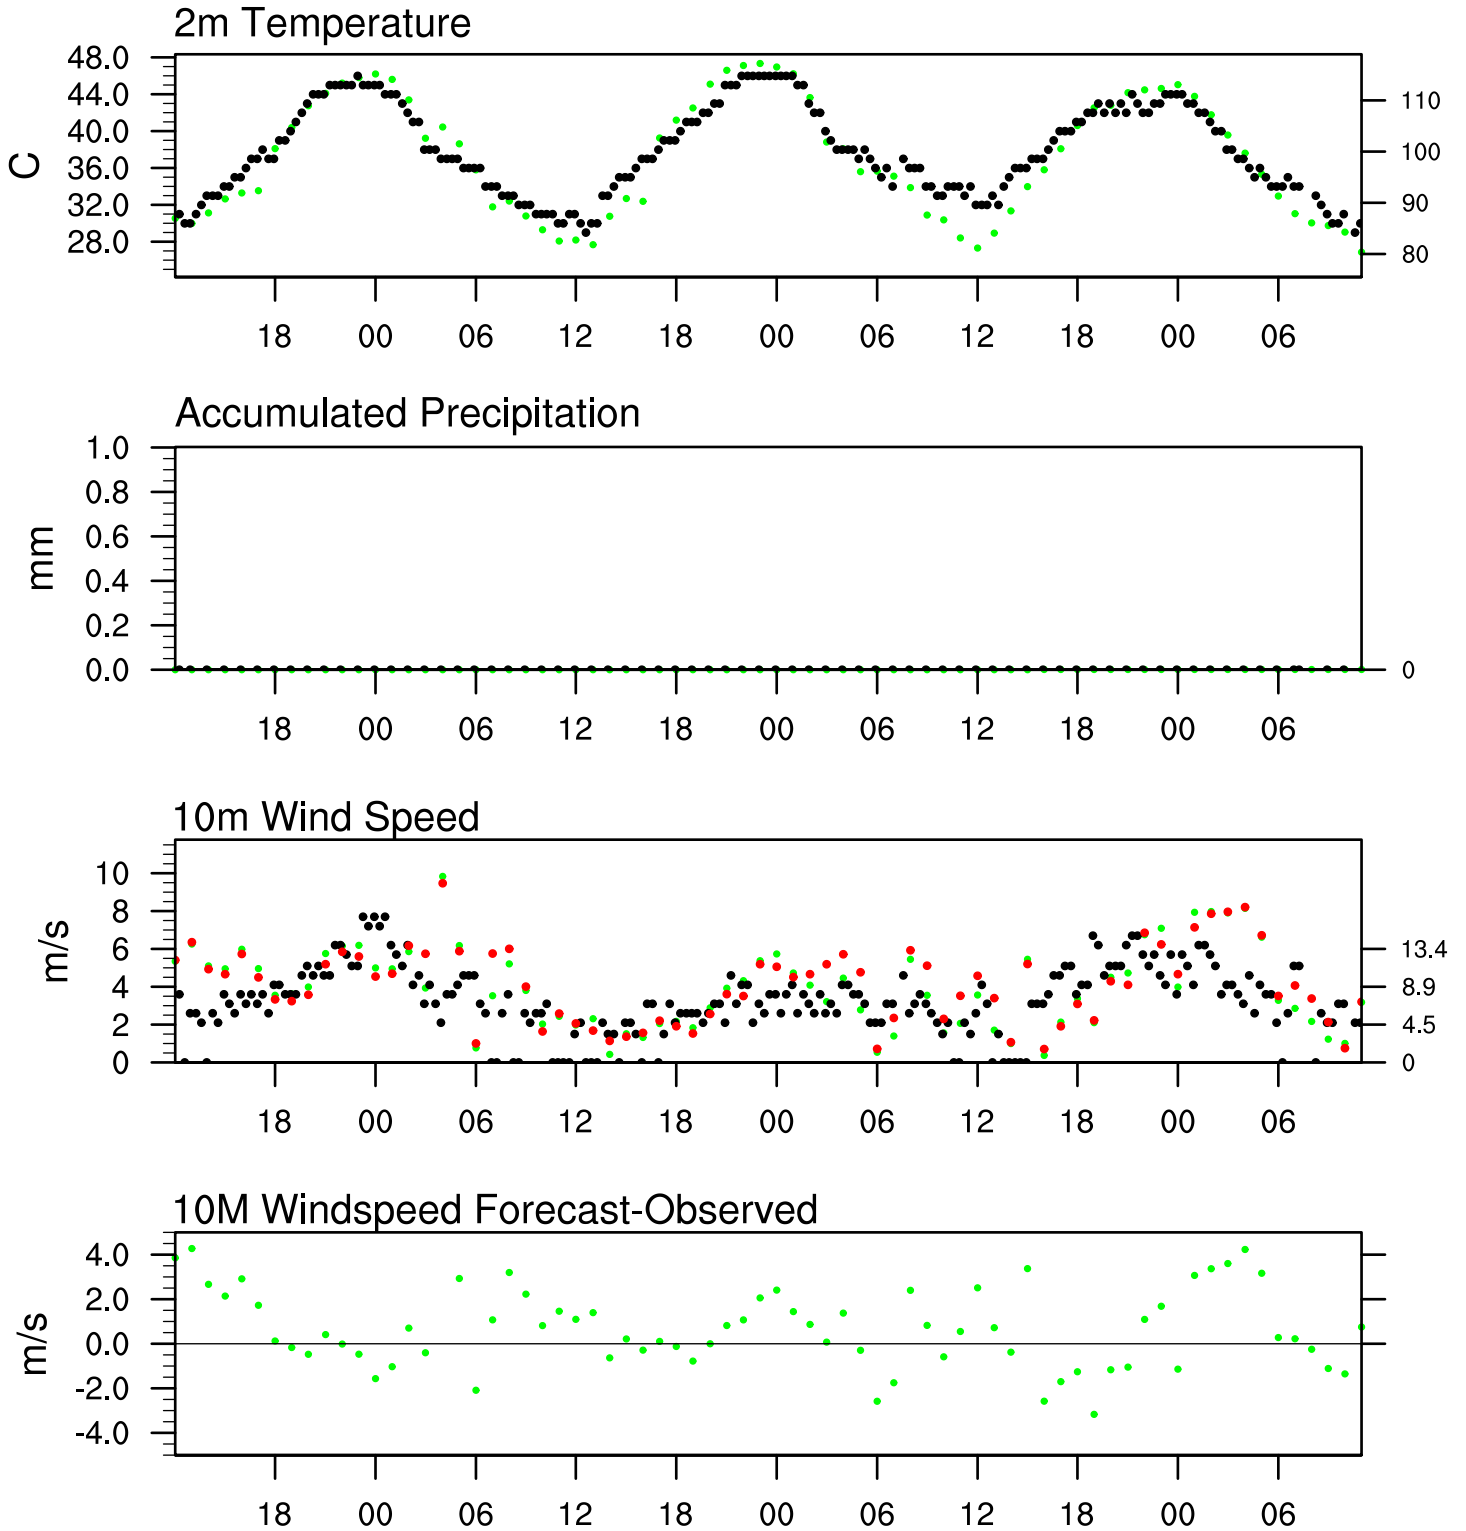 2m Temperature
48.0
44.0
40.0
36.0
32.0
28.0
C
110
100
90
80
18 00 06 12 18 00 06 12 18 00 06
Accumulated Precipitation
1.0
0.8
0.6
0.4
0.2
0.0
mm
0
18 00 06 12 18 00 06 12 18 00 06
10m Wind Speed
10
8
6
4
2
0
m/s
13.4
8.9
4.5
0
18 00 06 12 18 00 06 12 18 00 06
10M Windspeed Forecast-Observed
4.0
2.0
0.0
-2.0
-4.0
m/s
18 00 06 12 18 00 06 12 18 00 06